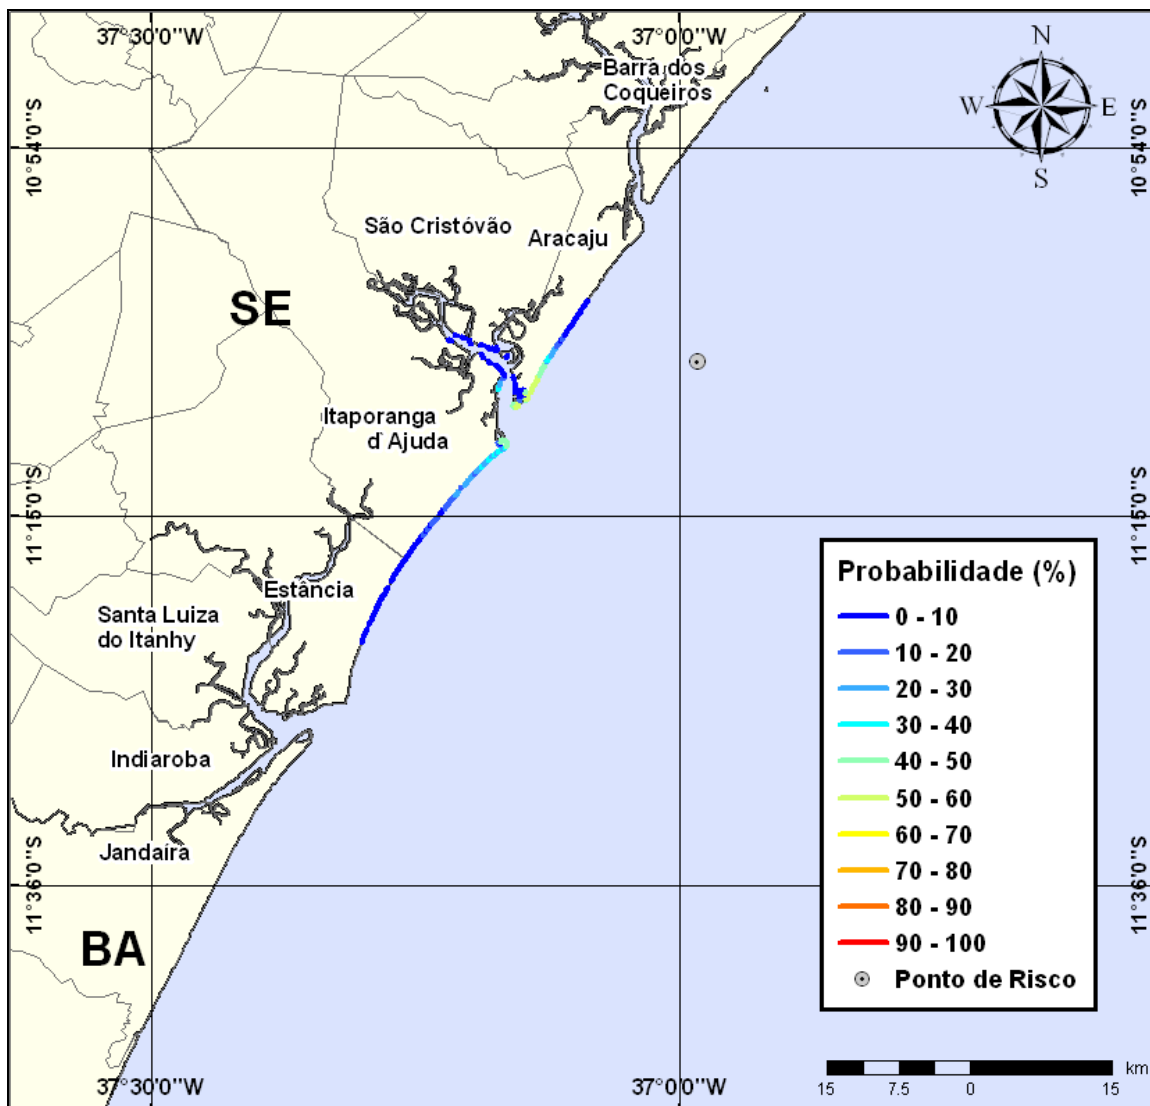 37°30'0''W
37°0'0''W
N
W
E
S
Barra dos
Coqueiros
10°54'0''S
10°54'0''S
São Cristóvão
Aracaju
SE
Itaporanga
d`Ajuda
11°15'0''S
11°15'0''S
Estância
Santa Luiza
do Itanhy
Indiaroba
Jandaíra
11°36'0''S
11°36'0''S
BA
Probabilidade (%)
0 - 10
10 - 20
20 - 30
30 - 40
40 - 50
50 - 60
60 - 70
70 - 80
80 - 90
90 - 100
Ponto de Risco
km
15 7.5 0 15
37°30'0''W
37°0'0''W